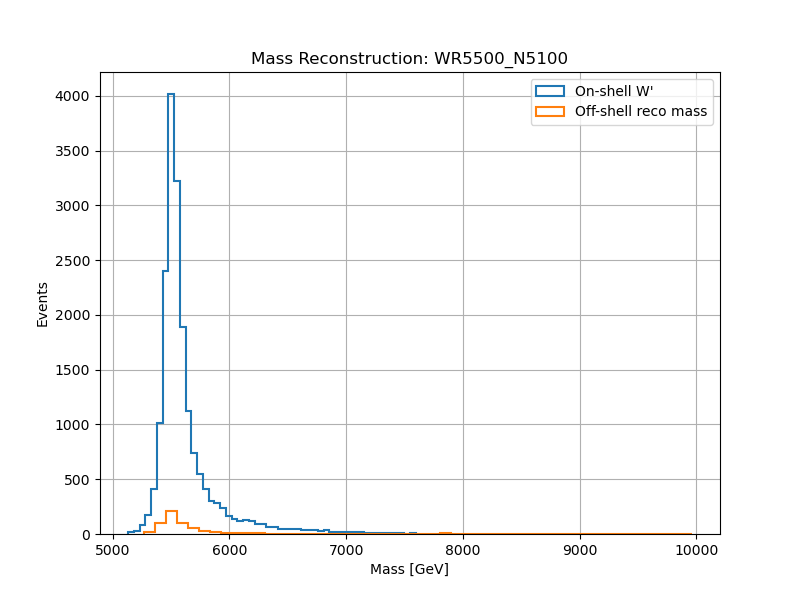 Mass Reconstruction: WR5500_N5100
On-shell W'
Off-shell reco mass
Events
4000
3500
3000
2500
2000
1500
1000
500
0
5000 6000 7000 8000 9000 10000
Mass [GeV]